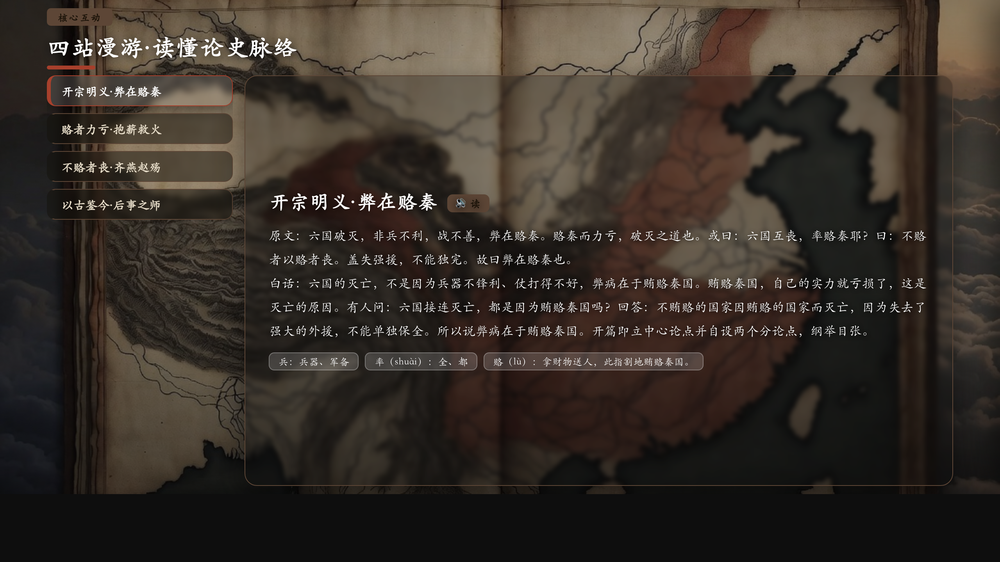 核心互动
四站漫游·读懂论史脉络
开宗明义·弊在赂秦
赂者力亏·抱薪救火
不赂者丧·齐燕赵殇
以古鉴今·后事之师
开宗明义·弊在赂秦
读
原文：六国破灭，非兵不利，战不善，弊在赂秦。赂秦而力亏，破灭之道也。或曰：六国互丧，率赂秦耶？曰：不赂
者以赂者丧。盖失强援，不能独完。故曰弊在赂秦也。
白话：六国的灭亡，不是因为兵器不锋利、仗打得不好，弊病在于贿赂秦国。贿赂秦国，自己的实力就亏损了，这是
灭亡的原因。有人问：六国接连灭亡，都是因为贿赂秦国吗？回答：不贿赂的国家因贿赂的国家而灭亡，因为失去了
强大的外援，不能单独保全。所以说弊病在于贿赂秦国。开篇即立中心论点并自设两个分论点，纲举目张。
兵：兵器、军备
率（shuài）：全、都
赂（lù）：拿财物送人，此指割地贿赂秦国。